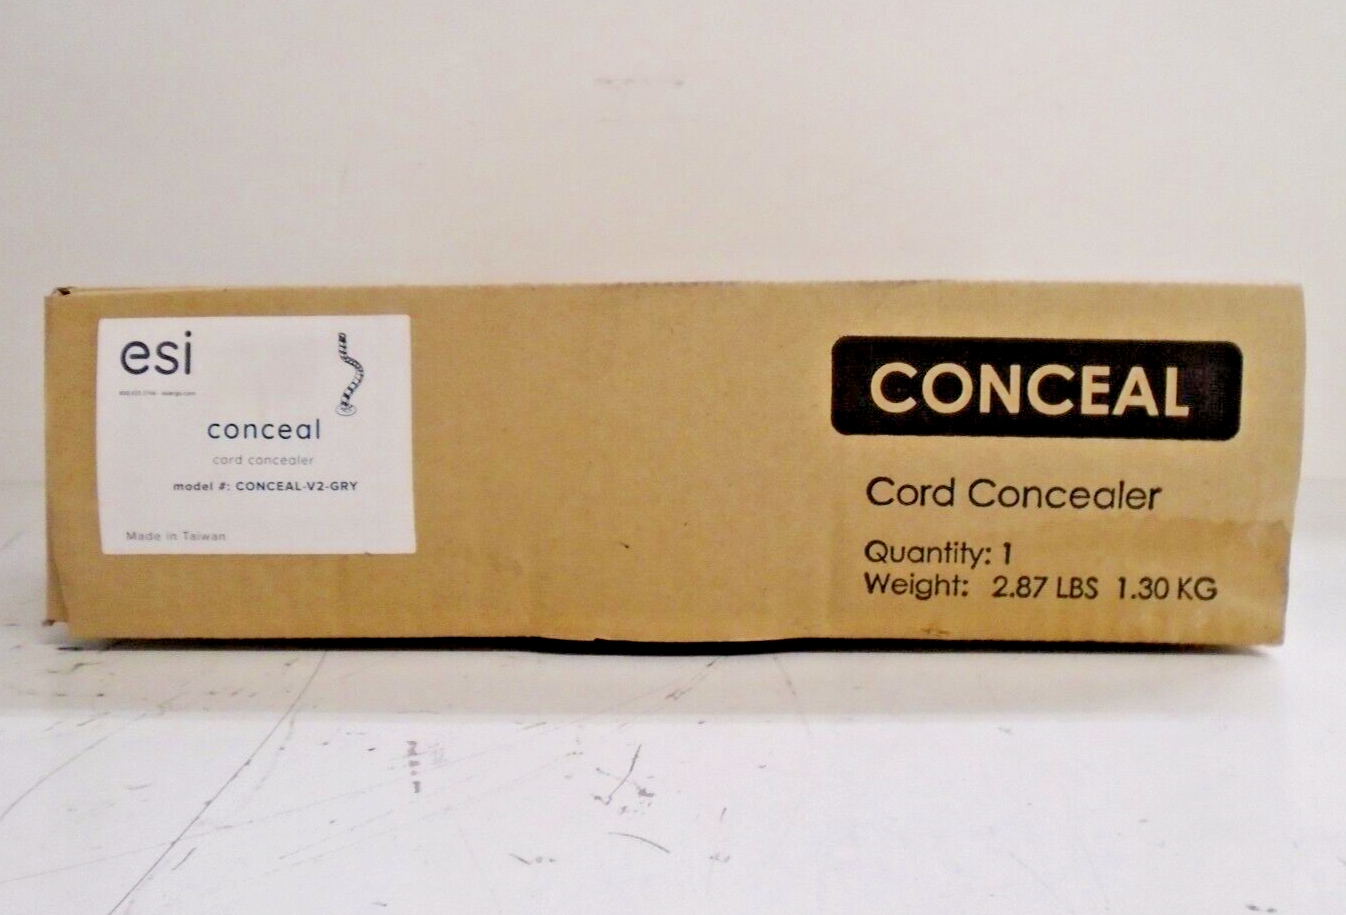 esi
conceal
cord concealer
model #: CONCEAL-V2-GRY
Made in Taiwan
CONCEAL
Cord Concealer
Quantity: 1
Weight: 2.87 LBS 1.30 KG